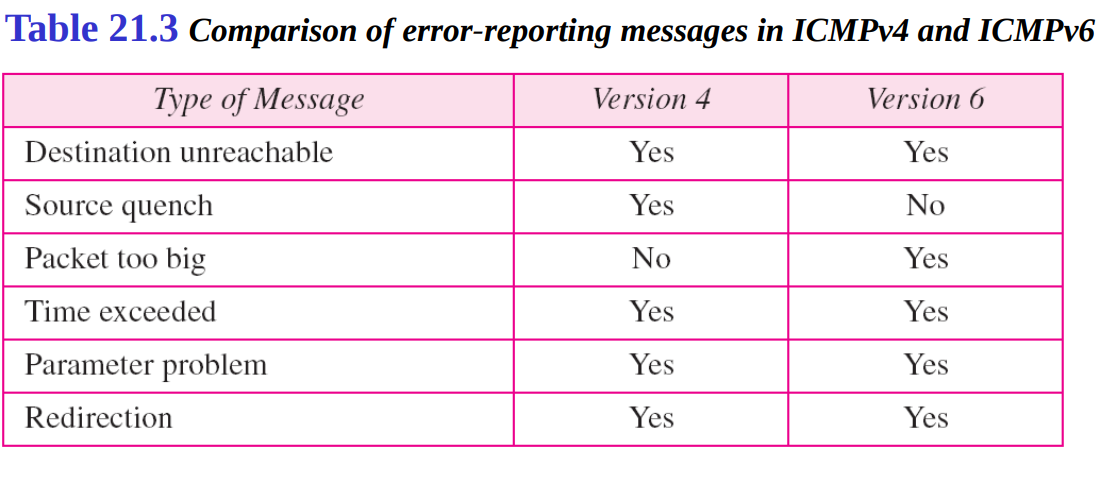 Table 21.3 Comparison of error-reporting messages in ICMPv4 and ICMPv6
Type of Message Version 4 Version 6
Destination unreachable Yes Yes
Source quench Yes No
Packet too big No Yes
Time exceeded Yes Yes
Parameter problem Yes Yes
Redirection Yes Yes